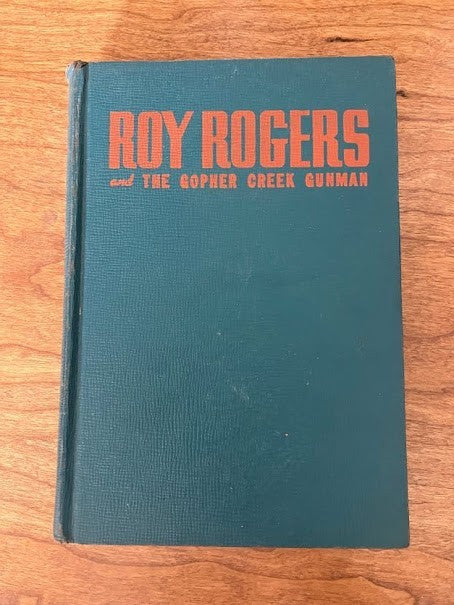 ROY ROGERS
and THE GOPHER CREEK GUNMAN